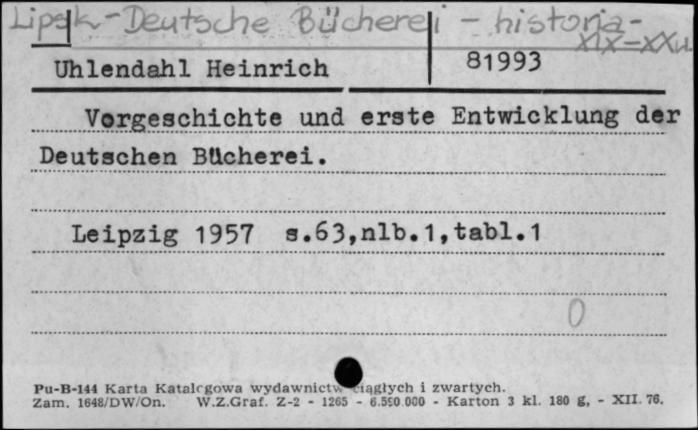 Lipsk - Deutsche Bücherei - historia -
XIX-XXw
Uhlendahl Heinrich 81993
Vorgeschichte und erste Entwicklung der
Deutschen Bücherei.
Leipzig 1957 s.63,nlb.1,tabl.1
0
Pu-B-144 Karta Katalogowa wydawnictw ciągłych i zwartych.
Zam. 1648/DW/On. W.Z.Graf. Z-2 - 1265 - 6.590.000 - Karton 3 kl. 180 g, - XII. 76.